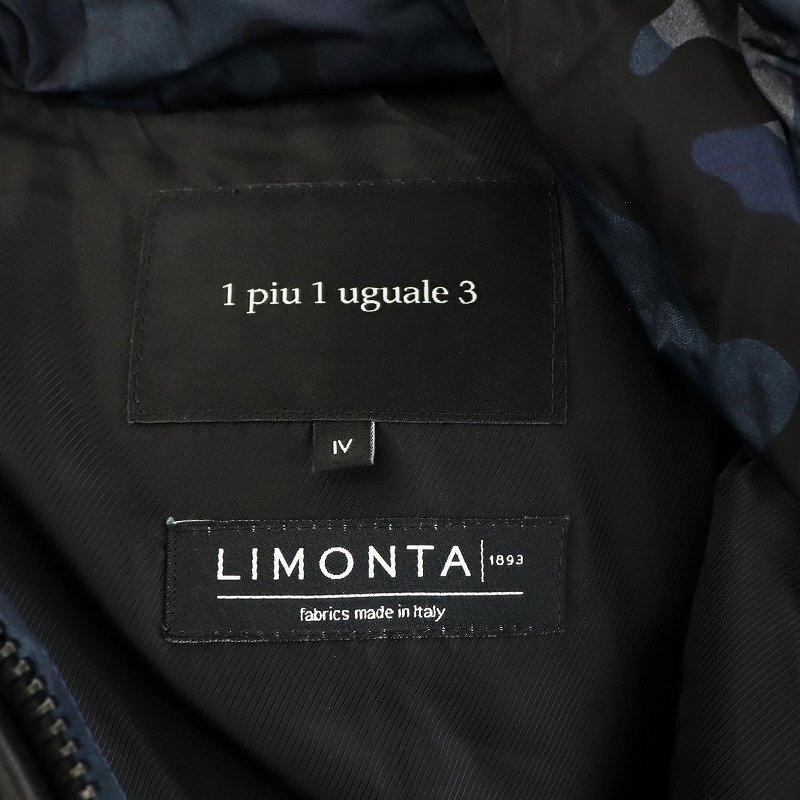 1 piu 1 uguale 3
IV
LIMONTA 1893
fabrics made in Italy